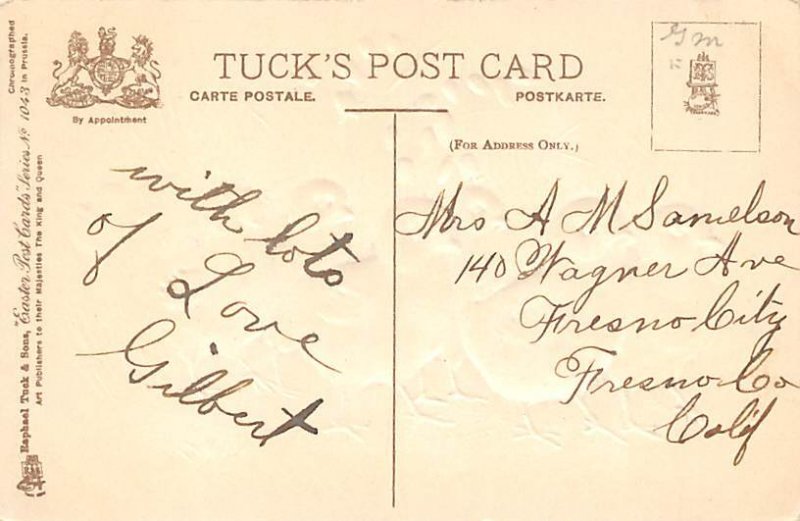 TUCK'S POST CARD
CARTE POSTALE.
POSTKARTE.
By Appointment
(FOR ADDRESS ONLY.)
with lots
of
Love
Gilbert
Mrs A M Samelson
140 Wagner Ave
Fresno City
Fresno Co
Calif
GM
Raphael Tuck & Sons, "Easter Post Cards" Series No 1043
Art Publishers to their Majesties The King and Queen
Chromographed
in Prussia.